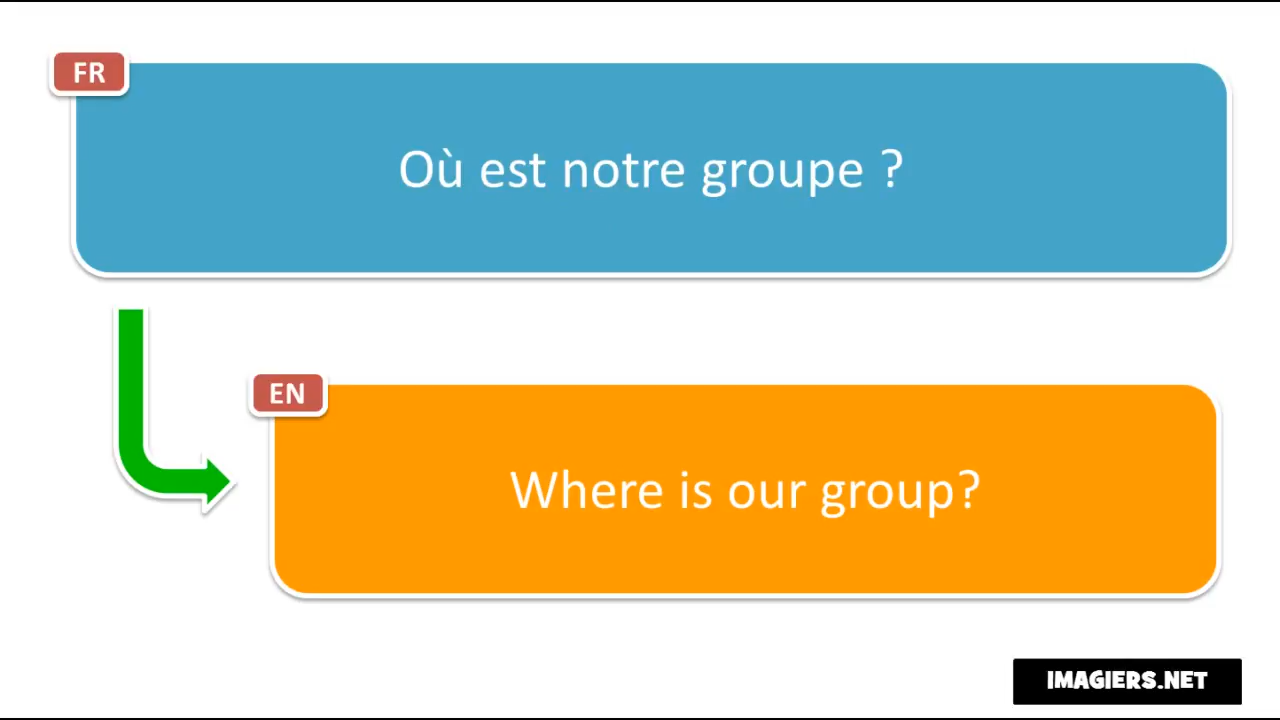 FR
Où est notre groupe ?
EN
Where is our group?
IMAGIERS.NET